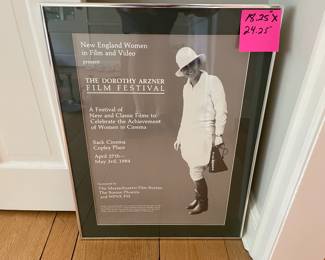 18.25" x
24.25"
New England Women
in Film and Video
present
THE DOROTHY ARZNER
FILM FESTIVAL
A Festival of
New and Classic Films to
Celebrate the Achievement
of Women in Cinema
Sack Cinema
Copley Place
April 27th—
May 3rd, 1984
The Massachusetts Film Bureau,
The Boston Phoenix
and WFNX-FM